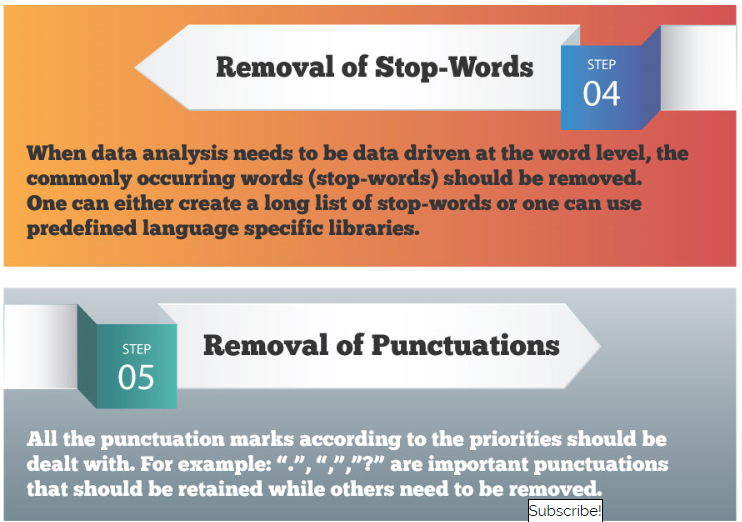 Removal of Stop-Words
STEP
04
When data analysis needs to be data driven at the word level, the
commonly occurring words (stop-words) should be removed.
One can either create a long list of stop-words or one can use
predefined language specific libraries.
STEP
05
Removal of Punctuations
All the punctuation marks according to the priorities should be
dealt with. For example: “.”, “,”,”?” are important punctuations
that should be retained while others need to be removed.
Subscribe!